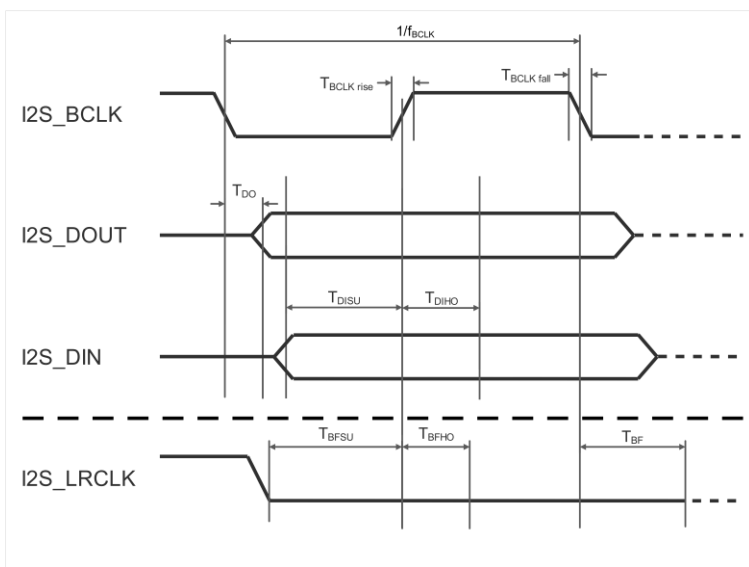 1/fBCLK
TBCLK rise
TBCLK fall
I2S_BCLK
TDO
I2S_DOUT
TDISU
TDIHO
I2S_DIN
TBFSU
TBFHO
TBF
I2S_LRCLK